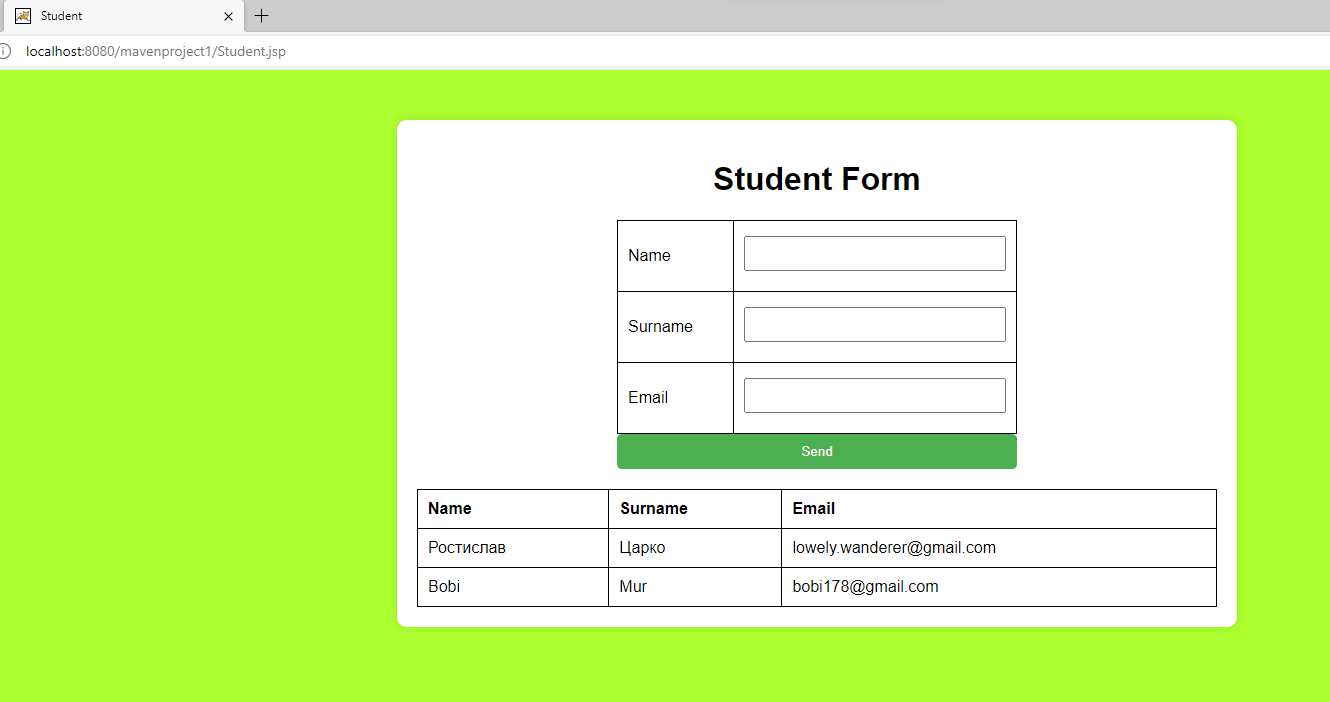 Student
localhost:8080/mavenproject1/Student.jsp
Student Form
Name
Surname
Email
Send
Name Surname Email
Ростислав Царко lowely.wanderer@gmail.com
Bobi Mur bobi178@gmail.com